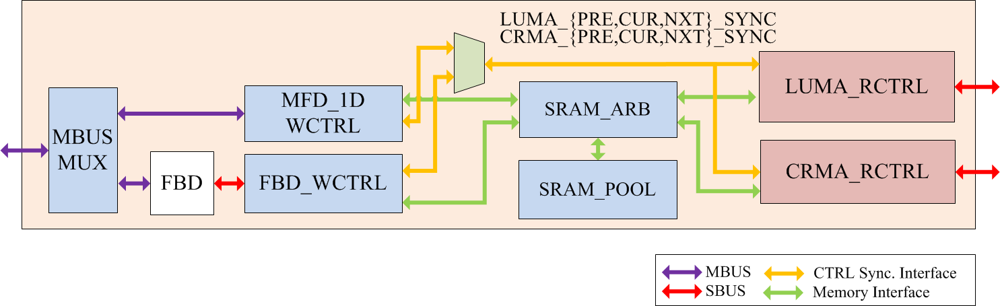 LUMA_{PRE,CUR,NXT}_SYNC
CRMA_{PRE,CUR,NXT}_SYNC
MBUS
MUX
MFD_1D
WCTRL
SRAM_ARB
LUMA_RCTRL
FBD
FBD_WCTRL
SRAM_POOL
CRMA_RCTRL
MBUS
CTRL Sync. Interface
SBUS
Memory Interface